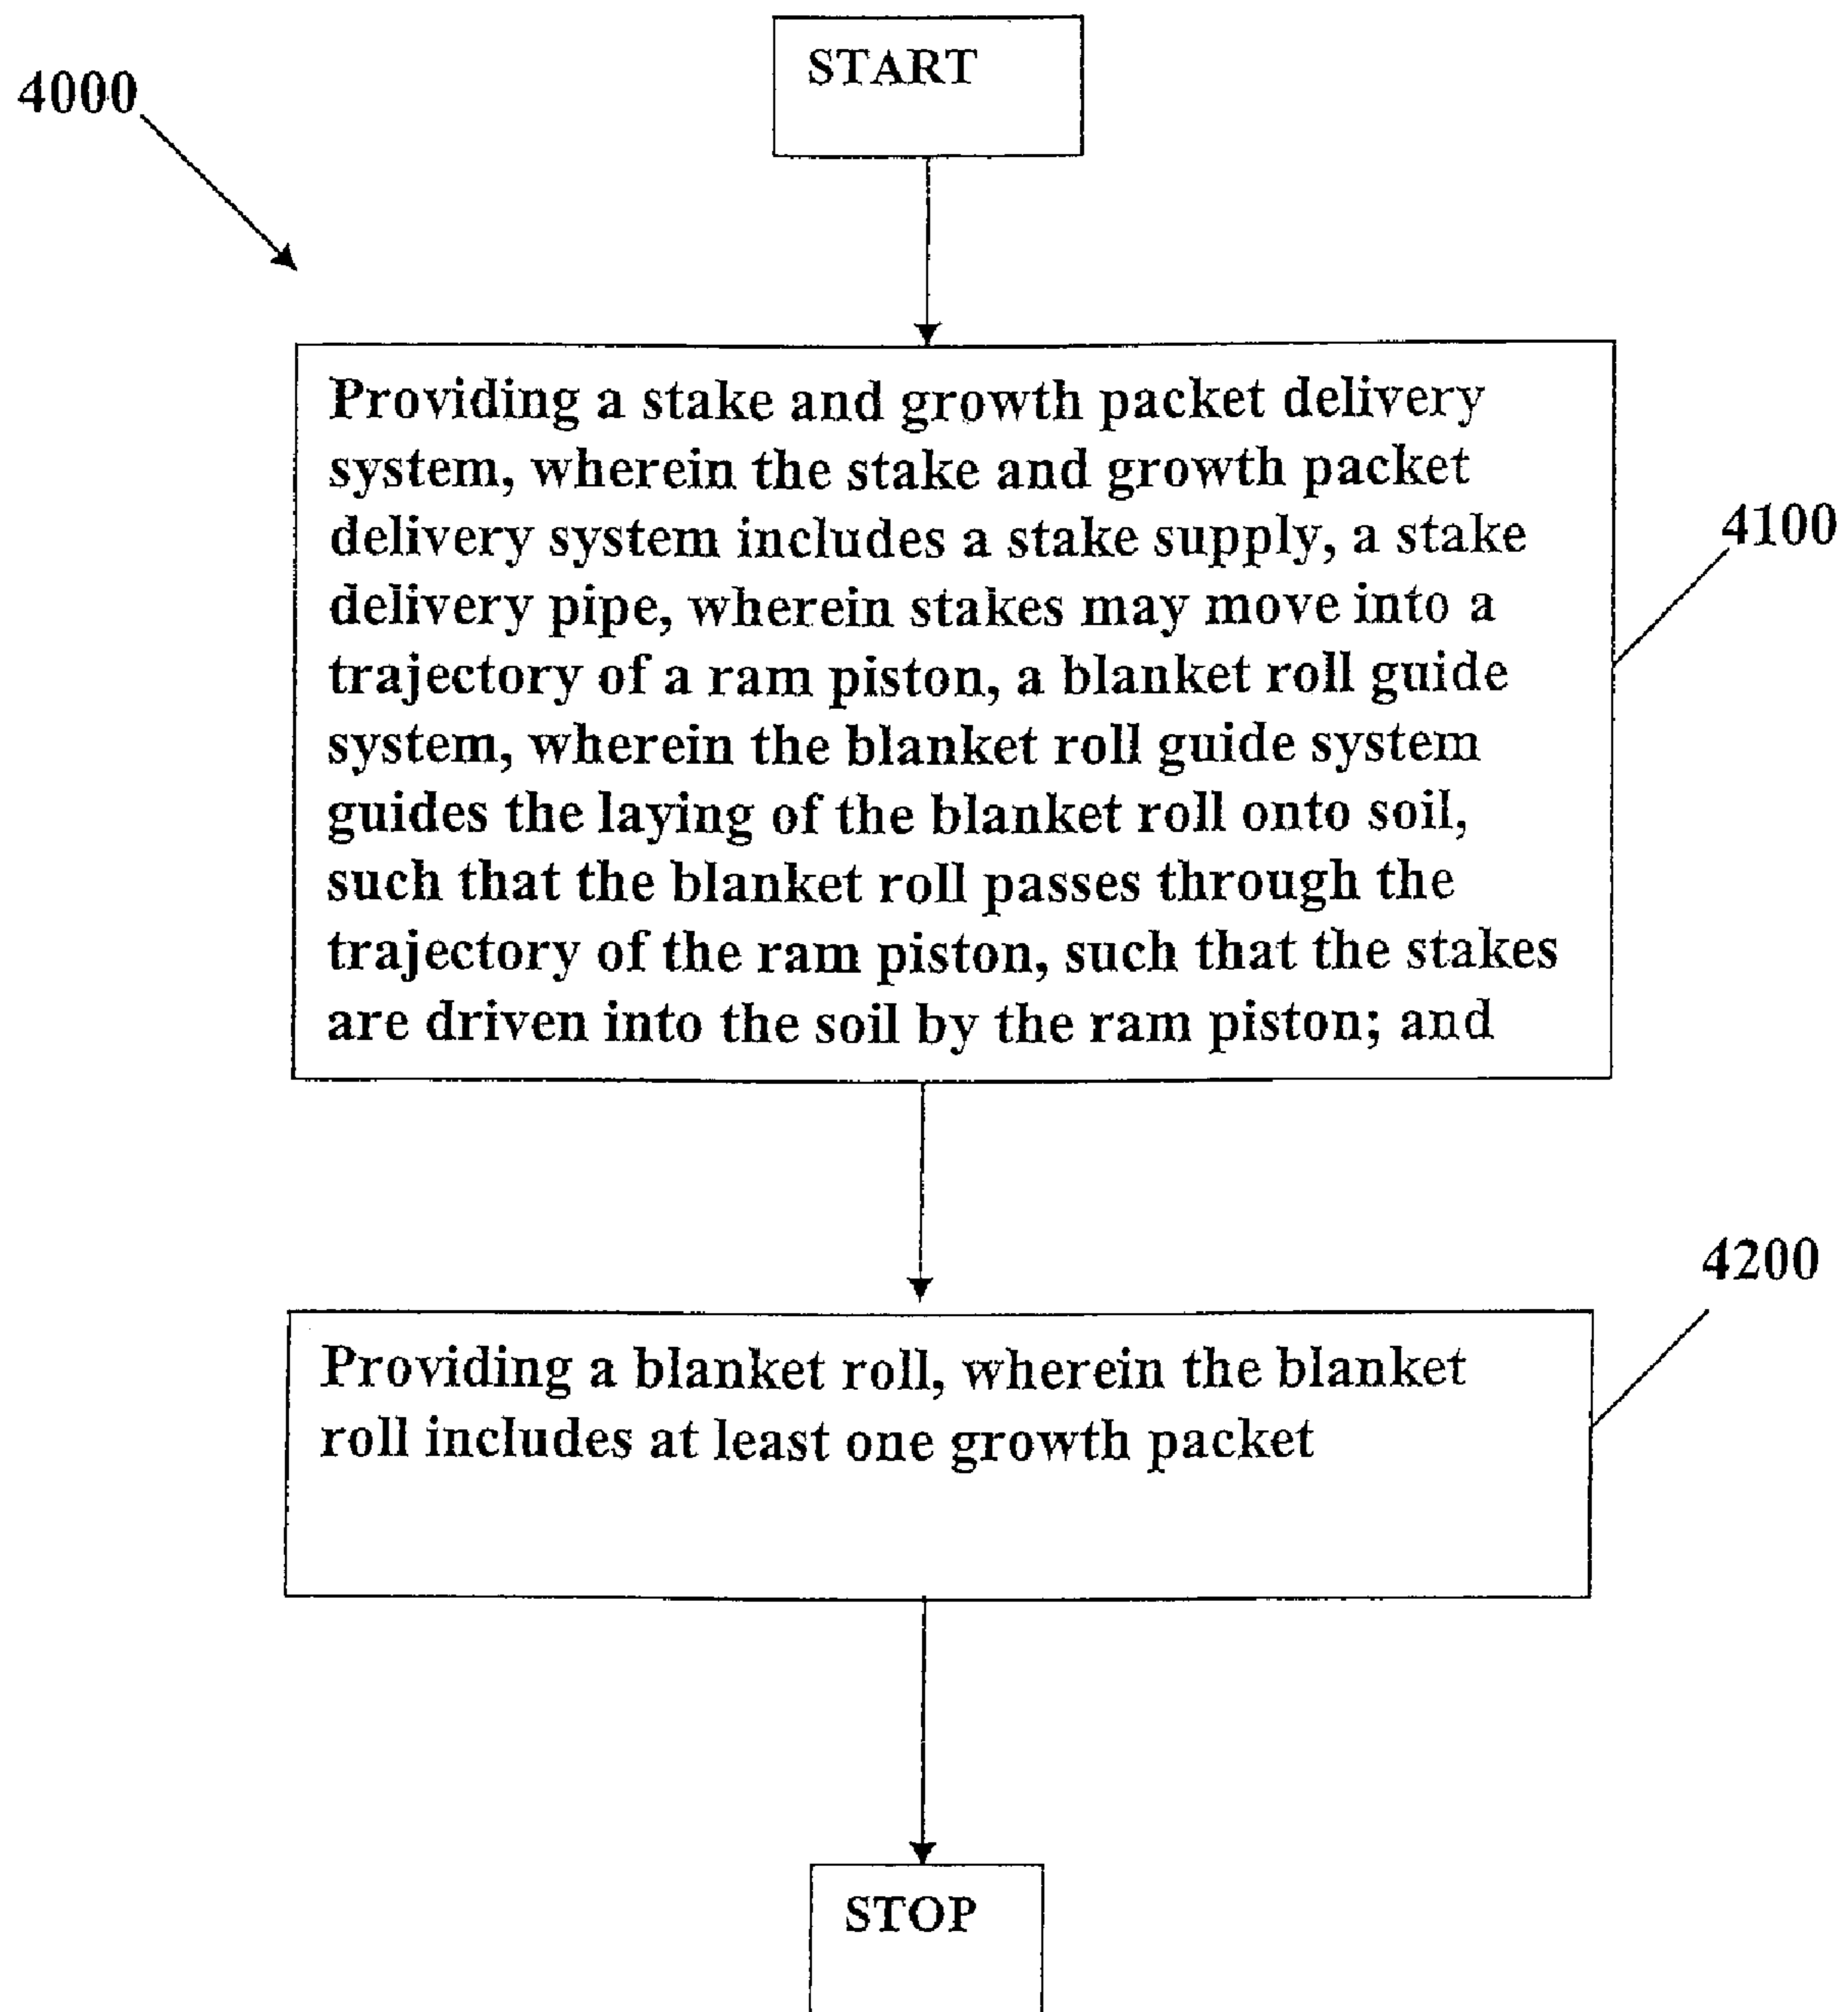 START
4000
Providing a stake and growth packet delivery
system, wherein the stake and growth packet
delivery system includes a stake supply, a stake
delivery pipe, wherein stakes may move into a
trajectory of a ram piston, a blanket roll guide
system, wherein the blanket roll guide system
guides the laying of the blanket roll onto soil,
such that the blanket roll passes through the
trajectory of the ram piston, such that the stakes
are driven into the soil by the ram piston; and
4100
4200
Providing a blanket roll, wherein the blanket
roll includes at least one growth packet
STOP